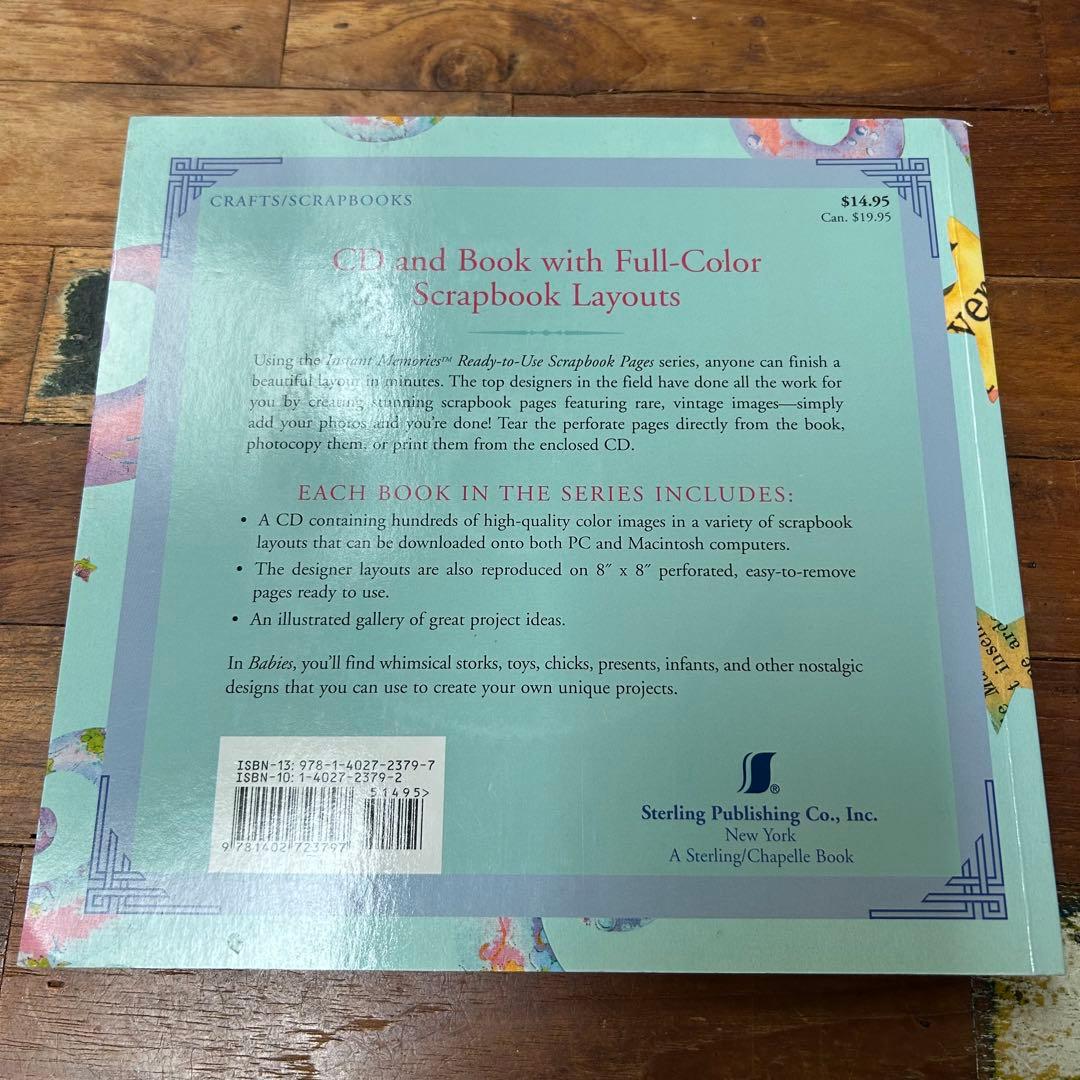 CRAFTS/SCRAPBOOKS
$14.95
Can. $19.95
CD and Book with Full-Color
Scrapbook Layouts
Using the Instant Memories™ Ready-to-Use Scrapbook Pages series, anyone can finish a
beautiful layout in minutes. The top designers in the field have done all the work for
you by creating stunning scrapbook pages featuring rare, vintage images—simply
add your photos and you're done! Tear the perforate pages directly from the book,
photocopy them, or print them from the enclosed CD.
EACH BOOK IN THE SERIES INCLUDES:
• A CD containing hundreds of high-quality color images in a variety of scrapbook
layouts that can be downloaded onto both PC and Macintosh computers.
• The designer layouts are also reproduced on 8″ x 8″ perforated, easy-to-remove
pages ready to use.
• An illustrated gallery of great project ideas.
In Babies, you'll find whimsical storks, toys, chicks, presents, infants, and other nostalgic
designs that you can use to create your own unique projects.
ISBN-13: 978-1-4027-2379-7
ISBN-10: 1-4027-2379-2
51495>
9 781402 723797
®
Sterling Publishing Co., Inc.
New York
A Sterling/Chapelle Book